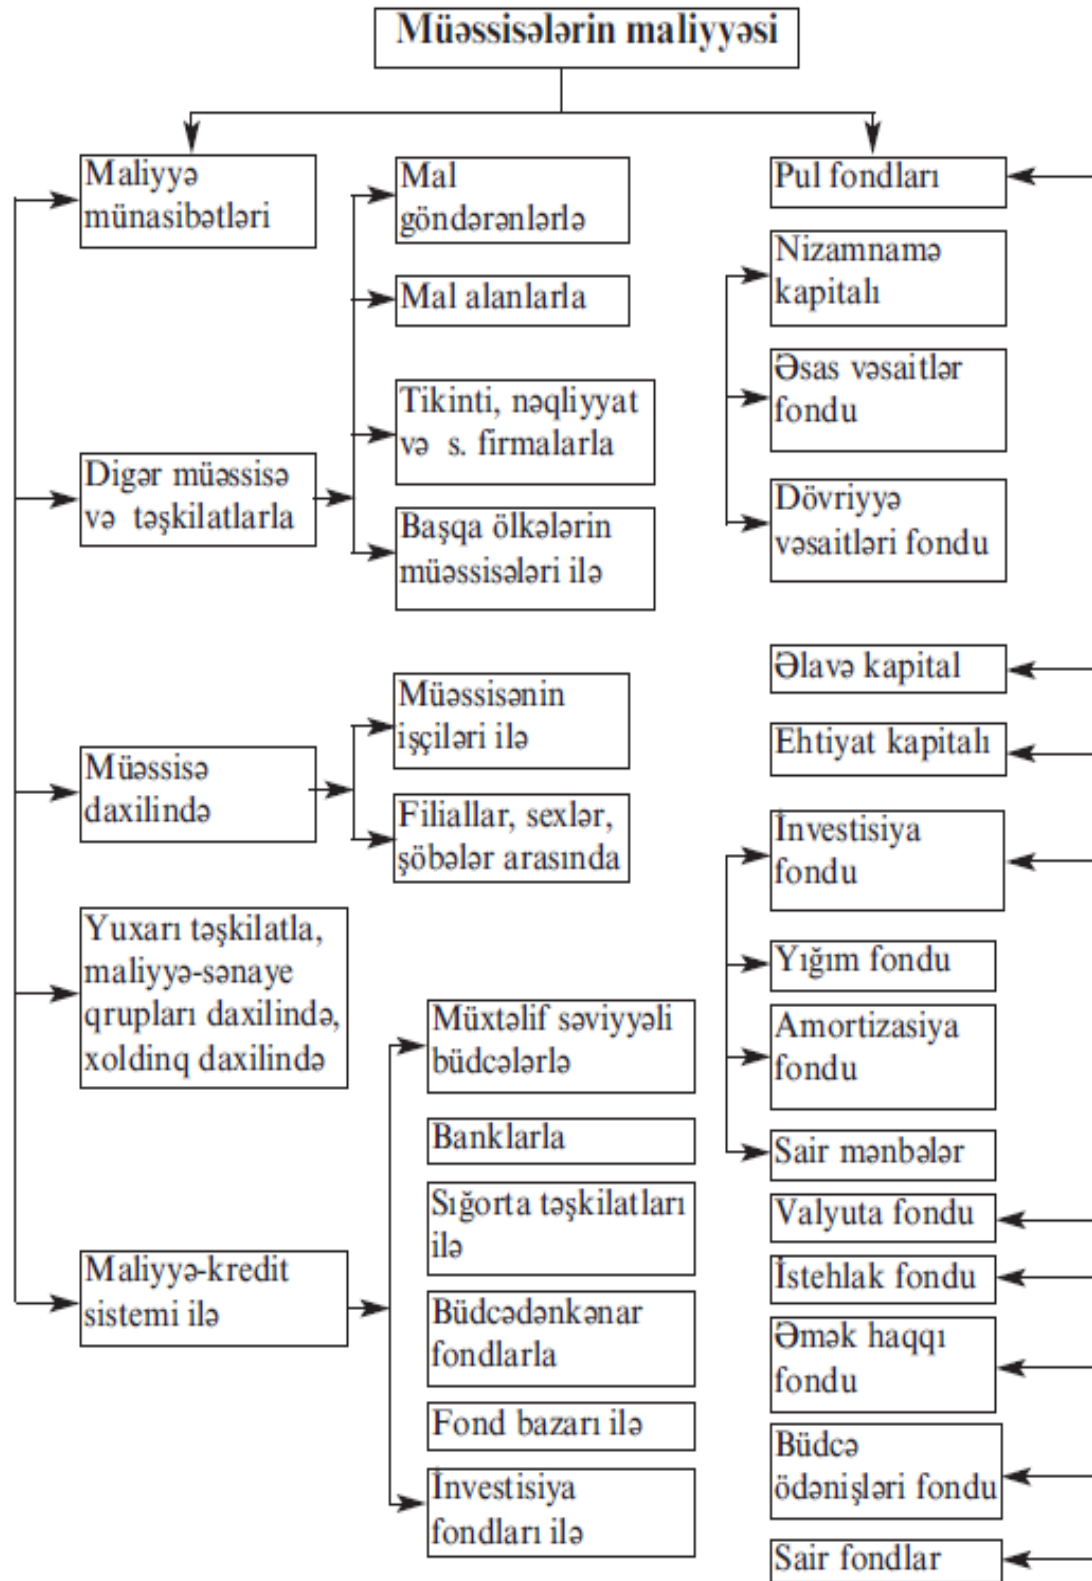 Müəssisələrin maliyyəsi
Maliyyə
münasibətləri
Digər müəssisə
və təşkilatlarla
Mal
göndərənlərlə
Mal alanlarla
Tikinti, nəqliyyat
və s. firmalarla
Başqa ölkələrin
müəssisələri ilə
Müəssisə
daxilində
Müəssisənin
işçiləri ilə
Filiallar, sexlər,
şöbələr arasında
Yuxarı təşkilatla,
maliyyə-sənaye
qrupları daxilində,
xoldinq daxilində
Maliyyə-kredit
sistemi ilə
Müxtəlif səviyyəli
büdcələrlə
Banklarla
Sığorta təşkilatları
ilə
Büdcədənkənar
fondlarla
Fond bazarı ilə
İnvestisiya
fondları ilə
Pul fondları
Nizamnamə
kapitalı
Əsas vəsaitlər
fondu
Dövriyyə
vəsaitləri fondu
Əlavə kapital
Ehtiyat kapitalı
İnvestisiya
fondu
Yığım fondu
Amortizasiya
fondu
Sair mənbələr
Valyuta fondu
İstehlak fondu
Əmək haqqı
fondu
Büdcə
ödənişləri fondu
Sair fondlar